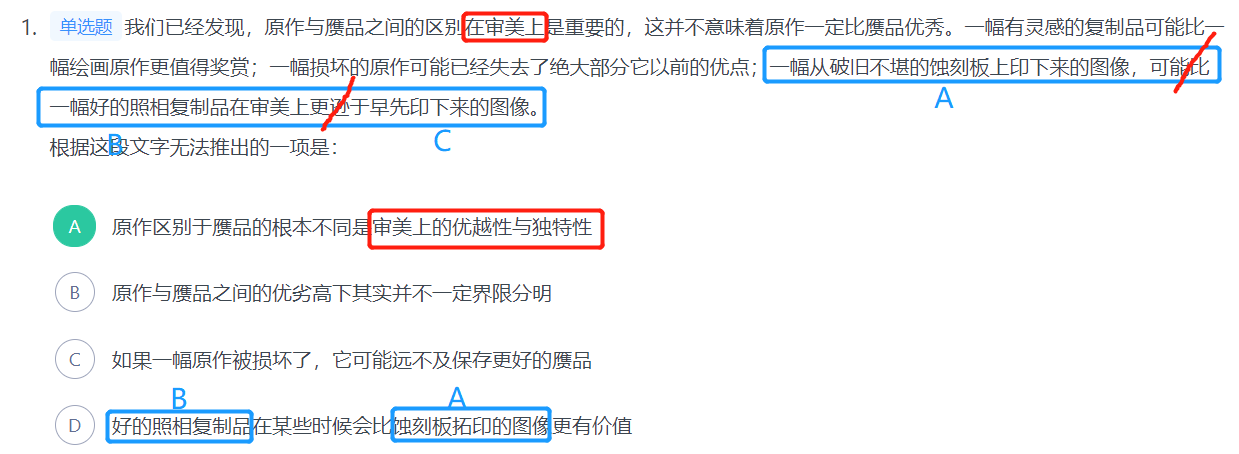 1. 单选题 我们已经发现，原作与赝品之间的区别在审美上是重要的，这并不意味着原作一定比赝品优秀。一幅有灵感的复制品可能比一
幅绘画原作更值得奖赏；一幅损坏的原作可能已经失去了绝大部分它以前的优点；一幅从破旧不堪的蚀刻板上印下来的图像，可能比
A
一幅好的照相复制品在审美上更逊于早先印下来的图像。
B C
根据这段文字无法推出的一项是：
A 原作区别于赝品的根本不同是审美上的优越性与独特性
B 原作与赝品之间的优劣高下其实并不一定界限分明
C 如果一幅原作被损坏了，它可能远不及保存更好的赝品
B A
D 好的照相复制品在某些时候会比蚀刻板拓印的图像更有价值